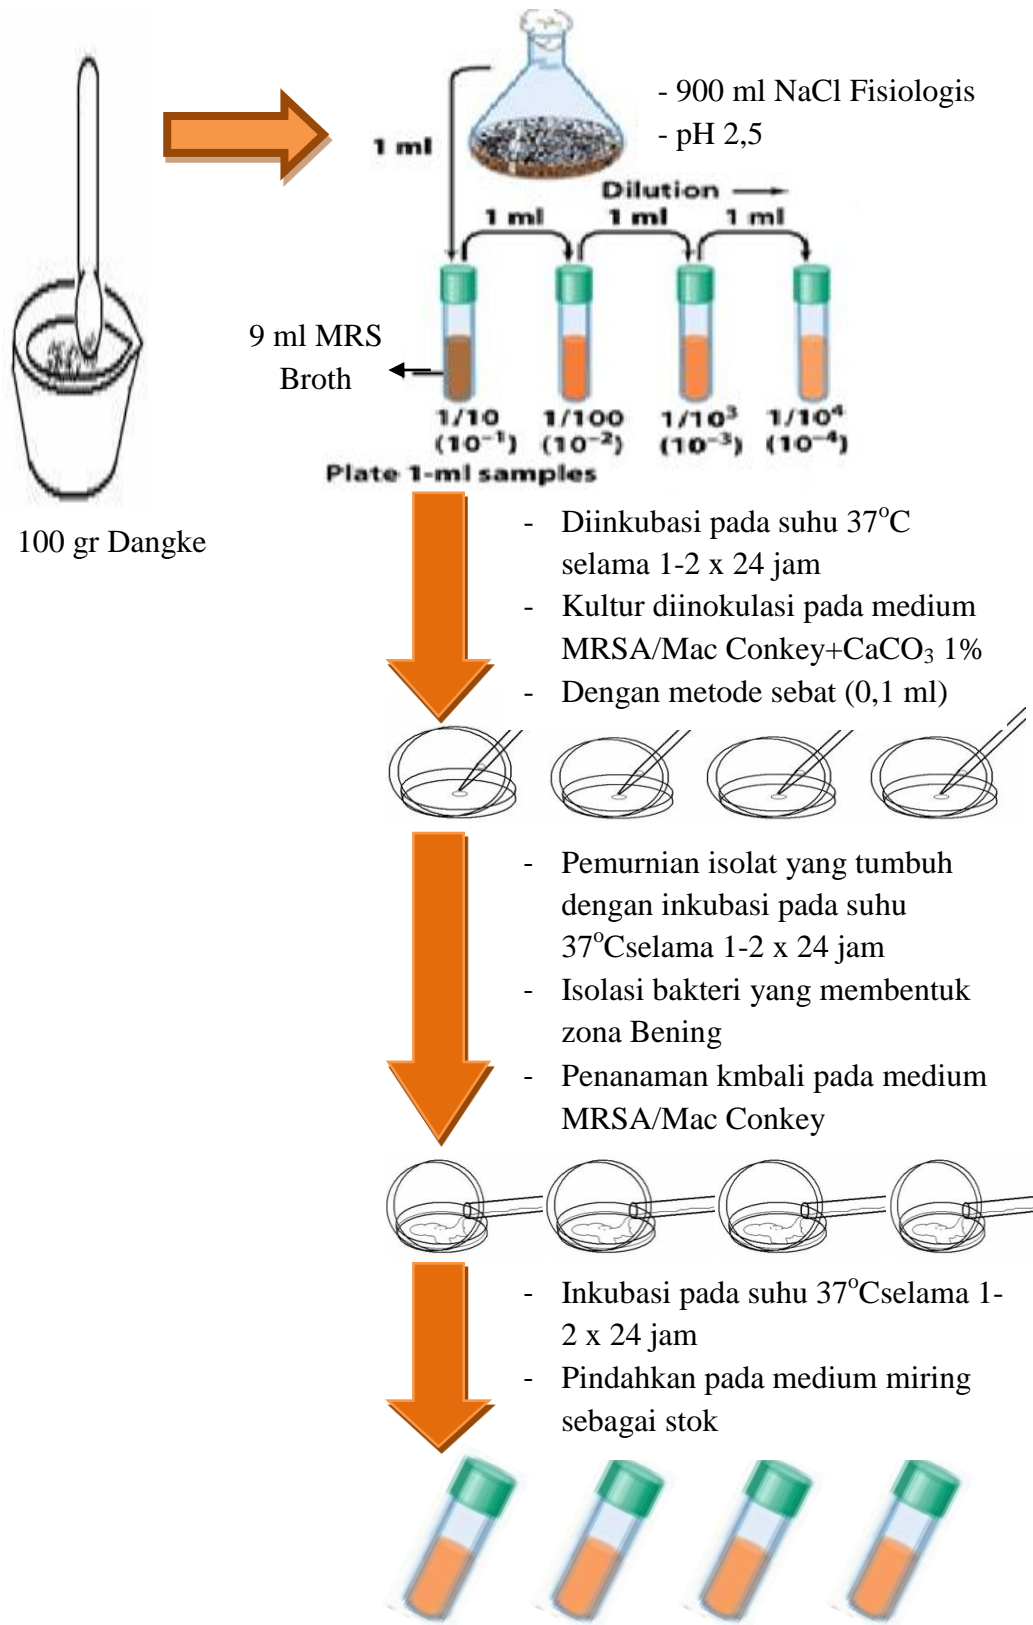 - 900 ml NaCl Fisiologis
- pH 2,5
1 ml
Dilution
1 ml 1 ml 1 ml
9 ml MRS
Broth
1/10 1/100 1/10³ 1/10⁴
(10⁻¹) (10⁻²) (10⁻³) (10⁻⁴)
Plate 1-ml samples
100 gr Dangke
- Diinkubasi pada suhu 37ᵒC
selama 1-2 x 24 jam
- Kultur diinokulasi pada medium
MRSA/Mac Conkey+CaCO₃ 1%
- Dengan metode sebat (0,1 ml)
- Pemurnian isolat yang tumbuh
dengan inkubasi pada suhu
37ᵒCselama 1-2 x 24 jam
- Isolasi bakteri yang membentuk
zona Bening
- Penanaman kmbali pada medium
MRSA/Mac Conkey
- Inkubasi pada suhu 37ᵒCselama 1-
2 x 24 jam
- Pindahkan pada medium miring
sebagai stok